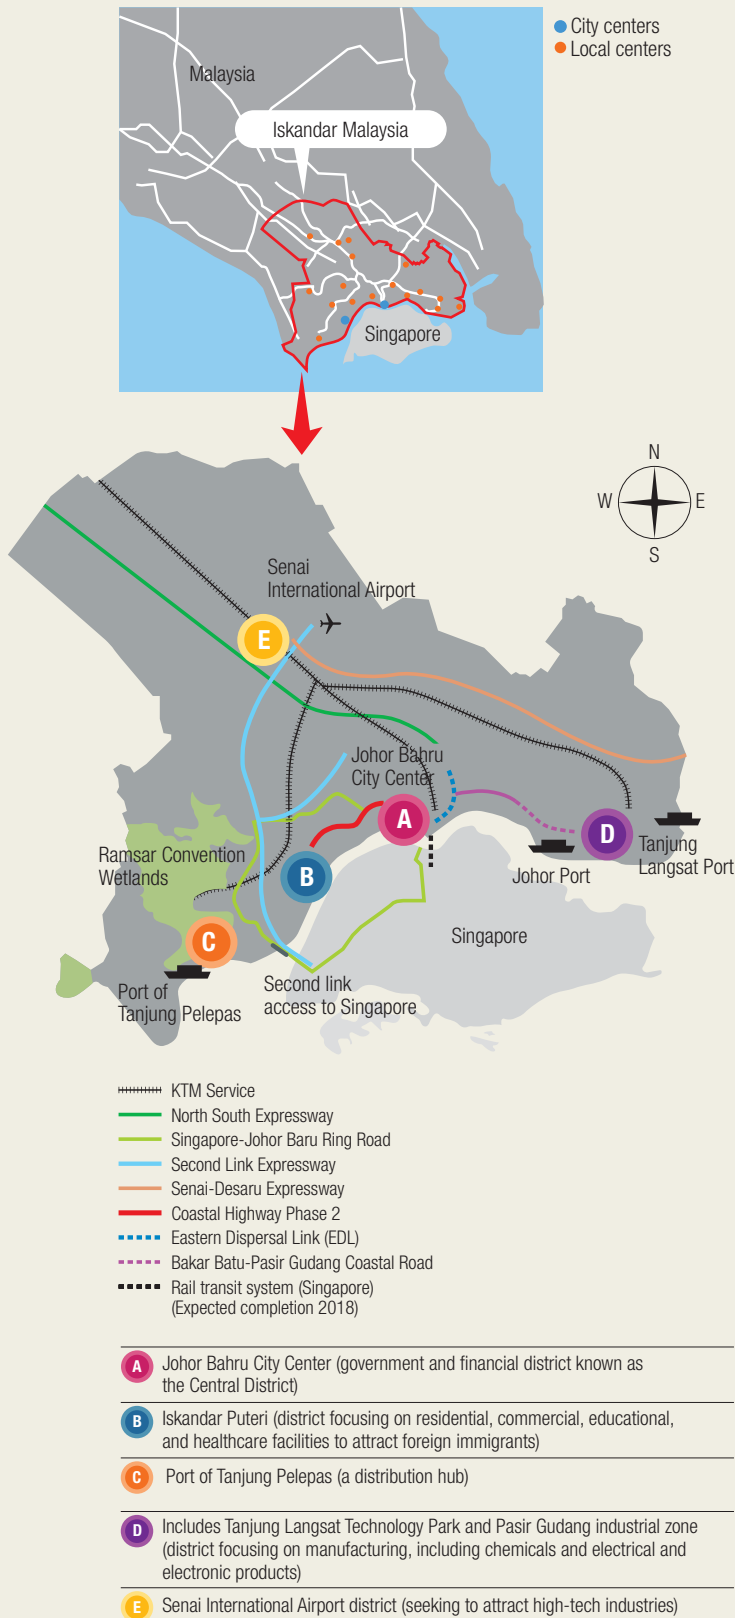 City centers
Local centers
Malaysia
Iskandar Malaysia
Singapore
N
W
E
S
Senai
International Airport
E
Johor Bahru
City Center
A
D
Ramsar Convention
Wetlands
B
Johor Port
Tanjung
Langsat Port
C
Singapore
Port of
Tanjung Pelepas
Second link
access to Singapore
KTM Service
North South Expressway
Singapore-Johor Baru Ring Road
Second Link Expressway
Senai-Desaru Expressway
Coastal Highway Phase 2
Eastern Dispersal Link (EDL)
Bakar Batu-Pasir Gudang Coastal Road
Rail transit system (Singapore)
(Expected completion 2018)
A Johor Bahru City Center (government and financial district known as
the Central District)
B Iskandar Puteri (district focusing on residential, commercial, educational,
and healthcare facilities to attract foreign immigrants)
C Port of Tanjung Pelepas (a distribution hub)
D Includes Tanjung Langsat Technology Park and Pasir Gudang industrial zone
(district focusing on manufacturing, including chemicals and electrical and
electronic products)
E Senai International Airport district (seeking to attract high-tech industries)